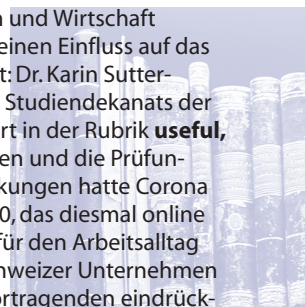 und Wirtschaft
einen Einfluss auf das
t: Dr. Karin Sutter-
Studiendekanats der
rt in der Rubrik useful,
en und die Prüfun-
kungen hatte Corona
0, das diesmal online
für den Arbeitsalltag
hweizer Unternehmen
ortragenden eindrück-